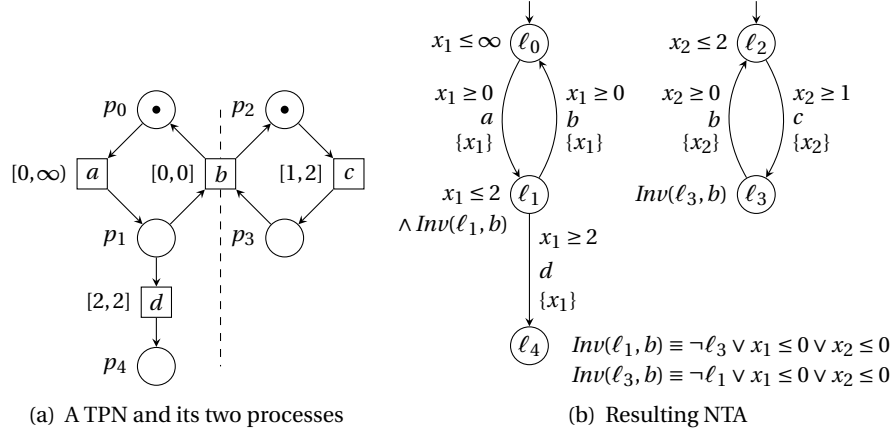 p0
p2
[0,∞) a
[0,0] b
[1,2] c
p1
p3
[2,2] d
p4
(a) A TPN and its two processes
x1 ≤ ∞ ℓ0
x1 ≥ 0
a
{x1}
x1 ≥ 0
b
{x1}
x1 ≤ 2 ℓ1
∧ Inv(ℓ1, b)
x1 ≥ 2
d
{x1}
ℓ4
x2 ≤ 2 ℓ2
x2 ≥ 0
b
{x2}
x2 ≥ 1
c
{x2}
Inv(ℓ3, b) ℓ3
Inv(ℓ1, b) ≡ ¬ℓ3 ∨ x1 ≤ 0 ∨ x2 ≤ 0
Inv(ℓ3, b) ≡ ¬ℓ1 ∨ x1 ≤ 0 ∨ x2 ≤ 0
(b) Resulting NTA